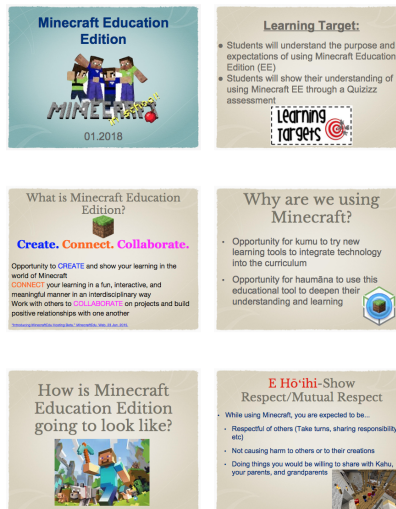 Minecraft Education
Edition
MINECRAFT
01.2018
Learning Target:
• Students will understand the purpose and
expectations of using Minecraft Education
Edition (EE)
• Students will show their understanding of
using Minecraft EE through a Quizizz
assessment
Learning
Targets
What is Minecraft Education
Edition?
Create. Connect. Collaborate.
Opportunity to CREATE and show your learning in the
world of Minecraft
CONNECT your learning in a fun, interactive, and
meaningful manner in an interdisciplinary way
Work with others to COLLABORATE on projects and build
positive relationships with one another
Why are we using
Minecraft?
• Opportunity for kumu to try new
learning tools to integrate technology
into the curriculum
• Opportunity for haumāna to use this
educational tool to deepen their
understanding and learning
How is Minecraft
Education Edition
going to look like?
E Hō‘ihi-Show
Respect/Mutual Respect
• While using Minecraft, you are expected to be...
• Respectful of others (Take turns, sharing responsibility,
etc)
• Not causing harm to others or to their creations
• Doing things you would be willing to share with Kahu,
your parents, and grandparents